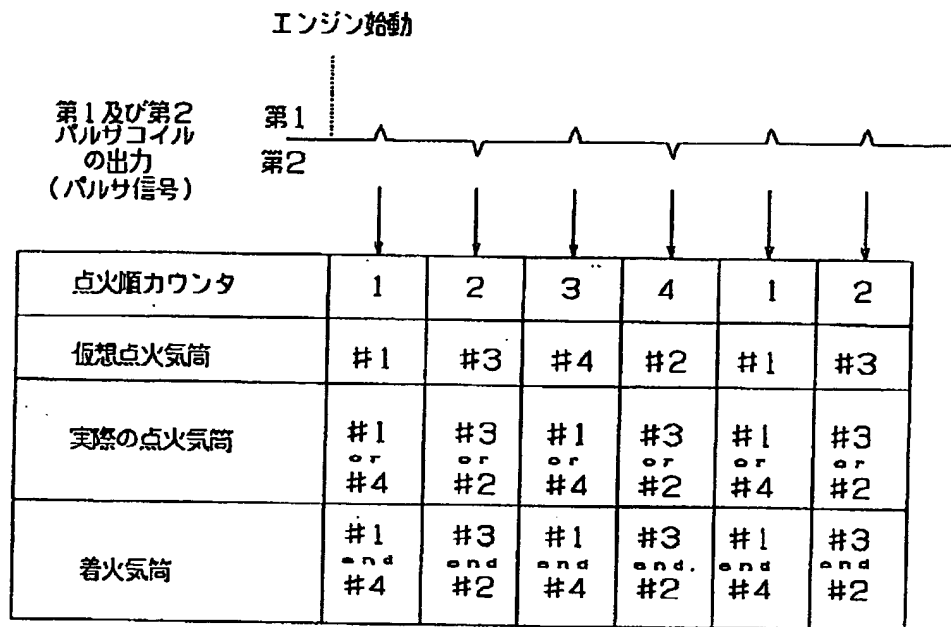 エンジン始動
第1及び第2
パルサコイル
の出力
(パルサ信号)
第1
第2
点火順カウンタ 1 2 3 4 1 2
仮想点火気筒 #1 #3 #4 #2 #1 #3
実際の点火気筒
#1 #3 #1 #3 #1 #3
or or or or or or
#4 #2 #4 #2 #4 #2
着火気筒
#1 #3 #1 #3 #1 #3
and and and and. and and
#4 #2 #4 #2 #4 #2